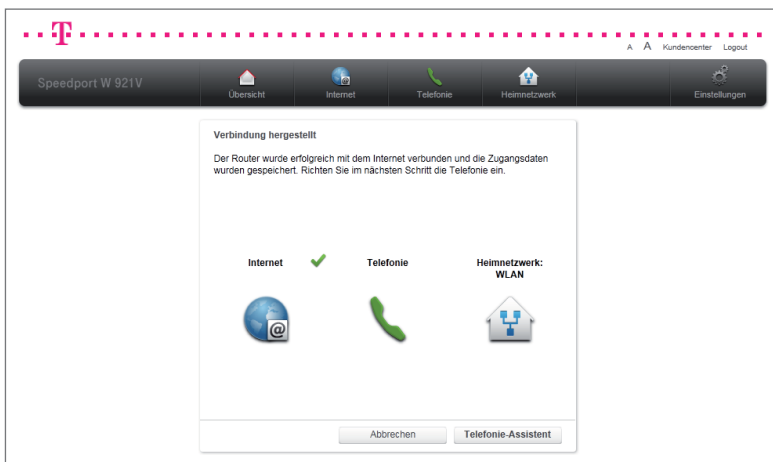 T
A A Kundencenter Logout
Speedport W 921V
Übersicht Internet Telefonie Heimnetzwerk Einstellungen
Verbindung hergestellt
Der Router wurde erfolgreich mit dem Internet verbunden und die Zugangsdaten
wurden gespeichert. Richten Sie im nächsten Schritt die Telefonie ein.
Internet Telefonie Heimnetzwerk:
WLAN
@
Abbrechen Telefonie-Assistent